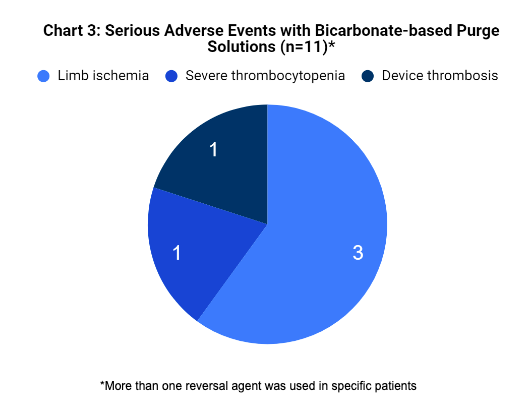 Chart 3: Serious Adverse Events with Bicarbonate-based Purge
Solutions (n=11)*
Limb ischemia Severe thrombocytopenia Device thrombosis
1
1
3
*More than one reversal agent was used in specific patients